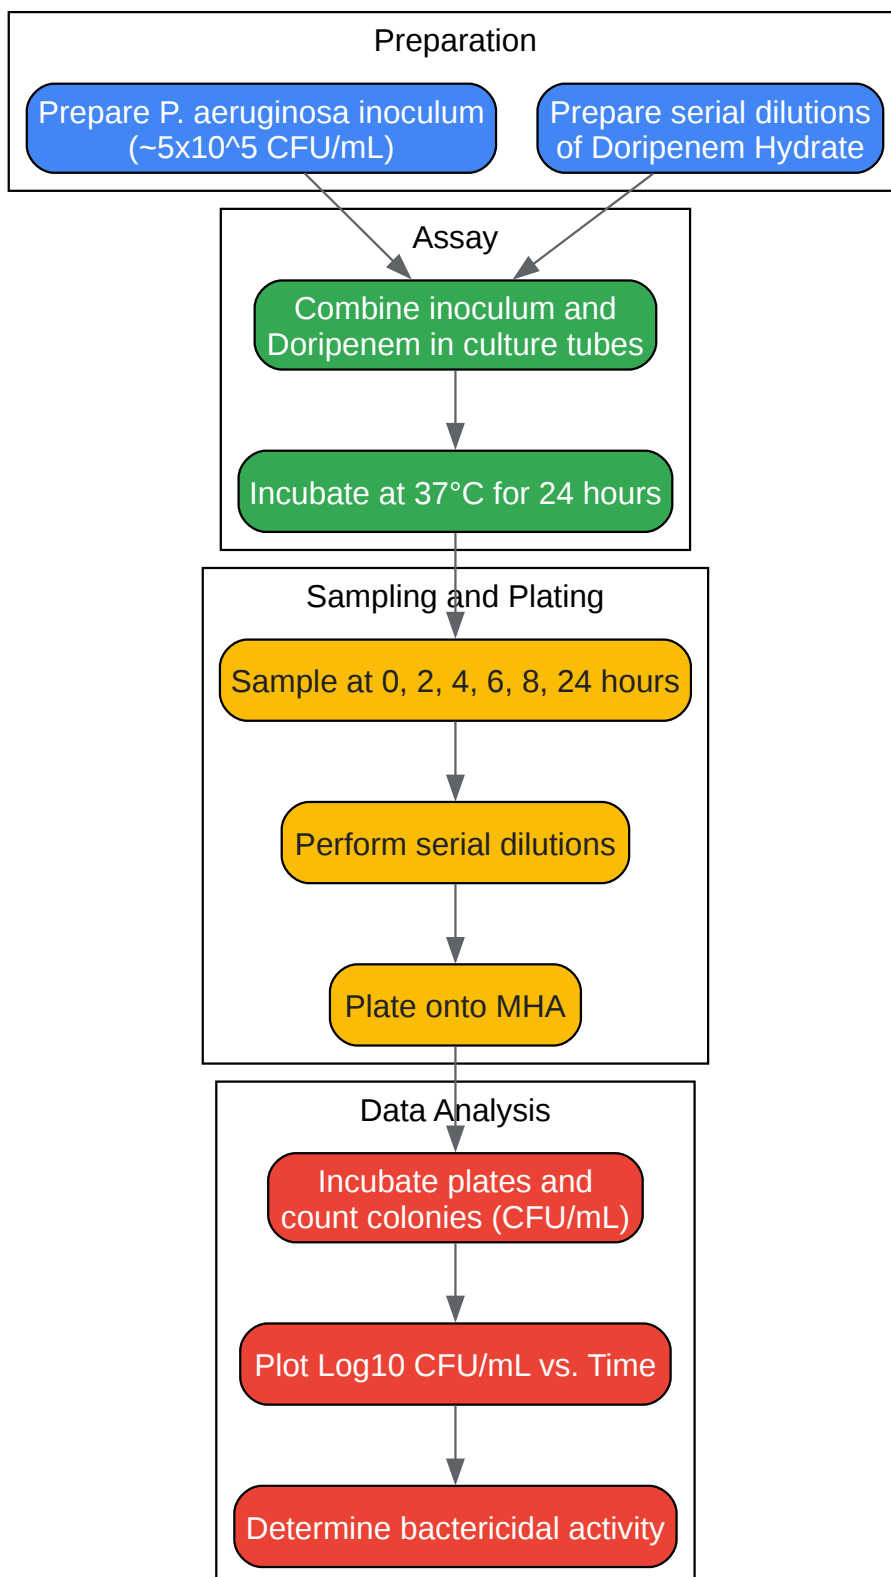 Preparation
Prepare P. aeruginosa inoculum
(~5x10^5 CFU/mL)
Prepare serial dilutions
of Doripenem Hydrate
Assay
Combine inoculum and
Doripenem in culture tubes
Incubate at 37°C for 24 hours
Sampling and Plating
Sample at 0, 2, 4, 6, 8, 24 hours
Perform serial dilutions
Plate onto MHA
Data Analysis
Incubate plates and
count colonies (CFU/mL)
Plot Log10 CFU/mL vs. Time
Determine bactericidal activity